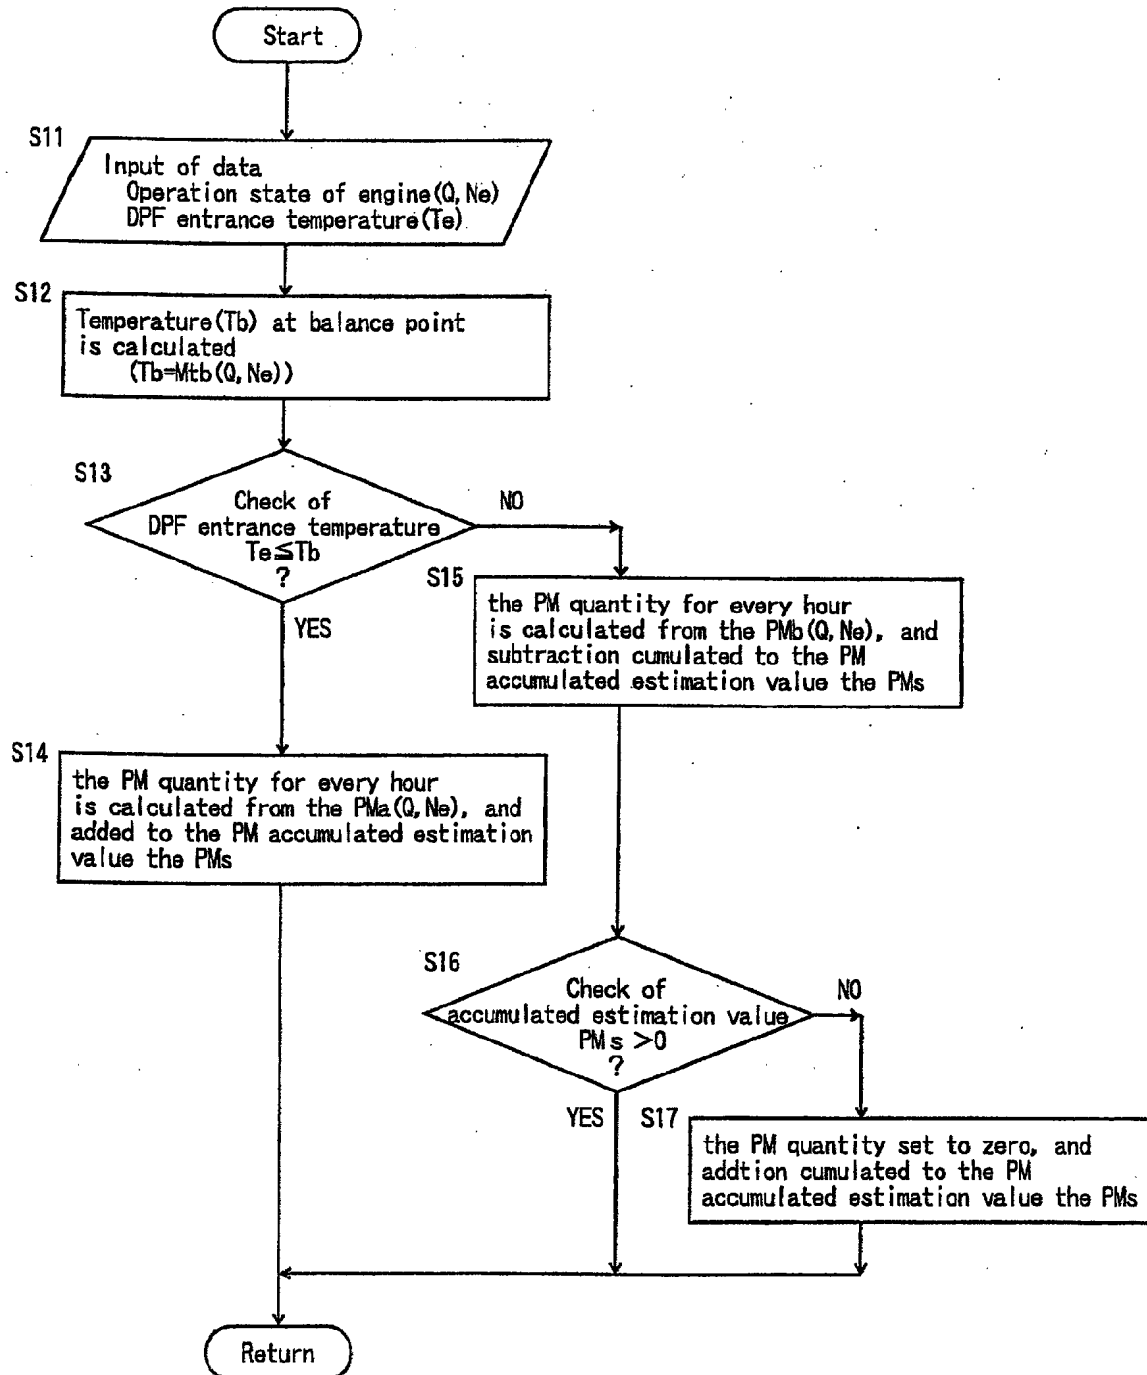 Start
S11
Input of data
Operation state of engine(Q,Ne)
DPF entrance temperature(Te)
S12
Temperature(Tb) at balance point
is calculated
(Tb=Mtb(Q,Ne))
S13
Check of
DPF entrance temperature
Te≦Tb
?
NO
YES
S15
the PM quantity for every hour
is calculated from the PMb(Q,Ne), and
subtraction cumulated to the PM
accumulated estimation value the PMs
S14
the PM quantity for every hour
is calculated from the PMa(Q,Ne), and
added to the PM accumulated estimation
value the PMs
S16
Check of
accumulated estimation value
PMs >0
?
NO
YES
S17
the PM quantity set to zero, and
addtion cumulated to the PM
accumulated estimation value the PMs
Return